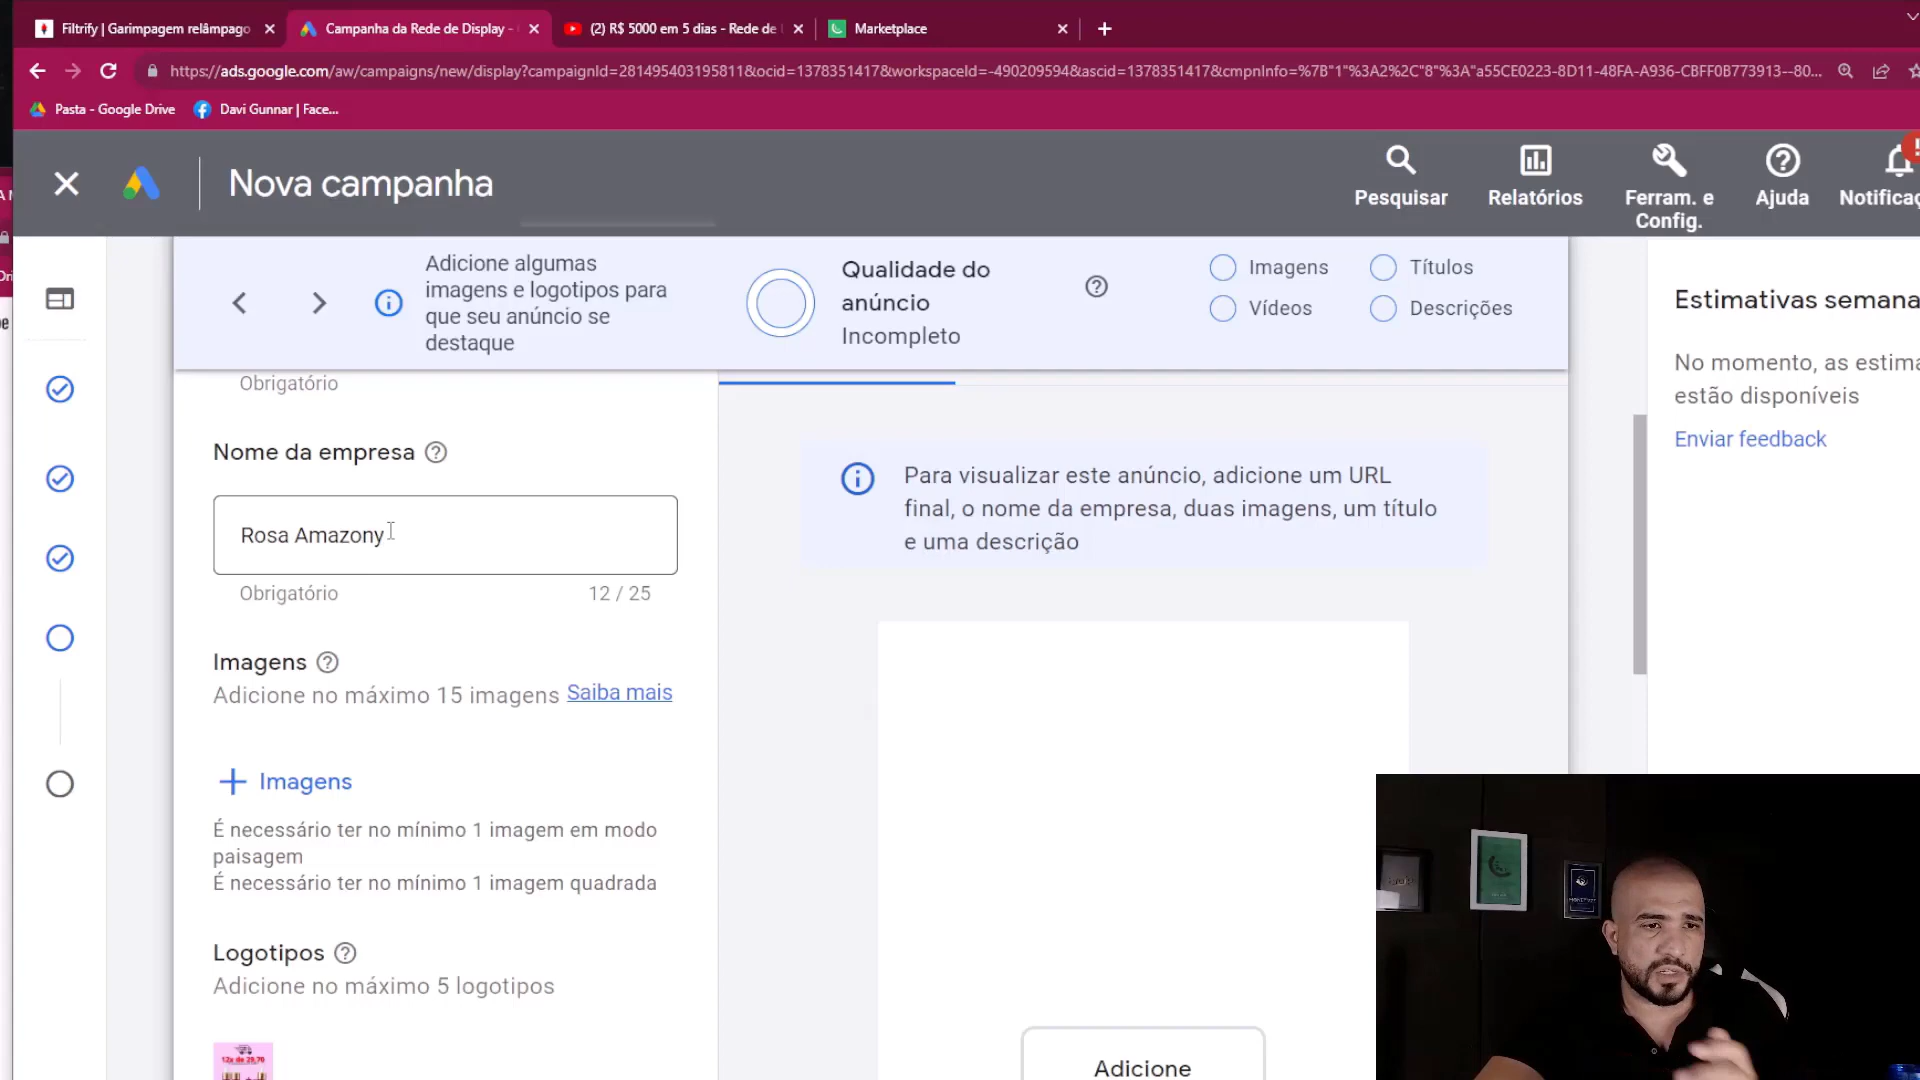 Filtrify | Garimpagem relâmpago
Campanha da Rede de Display -
(2) R$ 5000 em 5 dias - Rede de
Marketplace
https://ads.google.com/aw/campaigns/new/display?campaignId=281495403195811&ocid=1378351417&workspaceId=-490209594&ascid=1378351417&cmpnInfo=%7B"1"%3A2%2C"8"%3A"a55CE0223-8D11-48FA-A936-CBFF0B773913--80...
Pasta - Google Drive
Davi Gunnar | Face...
Nova campanha
Pesquisar
Relatórios
Ferram. e
Config.
Ajuda
Notificaç
Adicione algumas
imagens e logotipos para
que seu anúncio se
destaque
Qualidade do
anúncio
Incompleto
Imagens
Títulos
Vídeos
Descrições
Estimativas semana
No momento, as estima
estão disponíveis
Enviar feedback
Obrigatório
Nome da empresa
Rosa Amazony
Obrigatório
12 / 25
Para visualizar este anúncio, adicione um URL
final, o nome da empresa, duas imagens, um título
e uma descrição
Imagens
Adicione no máximo 15 imagens Saiba mais
+ Imagens
É necessário ter no mínimo 1 imagem em modo
paisagem
É necessário ter no mínimo 1 imagem quadrada
Logotipos
Adicione no máximo 5 logotipos
12x de 29,70
Adicione